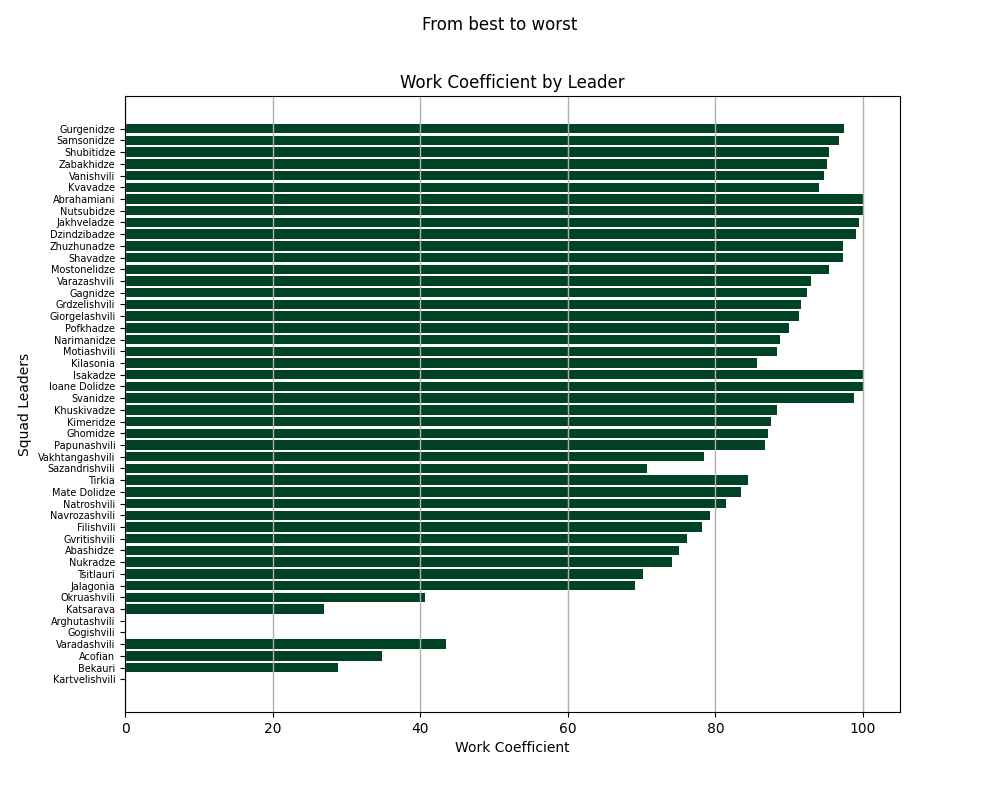 From best to worst
Work Coefficient by Leader
Gurgenidze
Samsonidze
Shubitidze
Zabakhidze
Vanishvili
Kvavadze
Abrahamiani
Nutsubidze
Jakhveladze
Dzindzibadze
Zhuzhunadze
Shavadze
Mostonelidze
Varazashvili
Gagnidze
Grdzelishvili
Giorgelashvili
Pofkhadze
Narimanidze
Motiashvili
Kilasonia
Isakadze
Ioane Dolidze
Svanidze
Khuskivadze
Kimeridze
Ghomidze
Papunashvili
Vakhtangashvili
Sazandrishvili
Tirkia
Mate Dolidze
Natroshvili
Navrozashvili
Filishvili
Gvritishvili
Abashidze
Nukradze
Tsitlauri
Jalagonia
Okruashvili
Katsarava
Arghutashvili
Gogishvili
Varadashvili
Acofian
Bekauri
Kartvelishvili
Squad Leaders
0 20 40 60 80 100
Work Coefficient